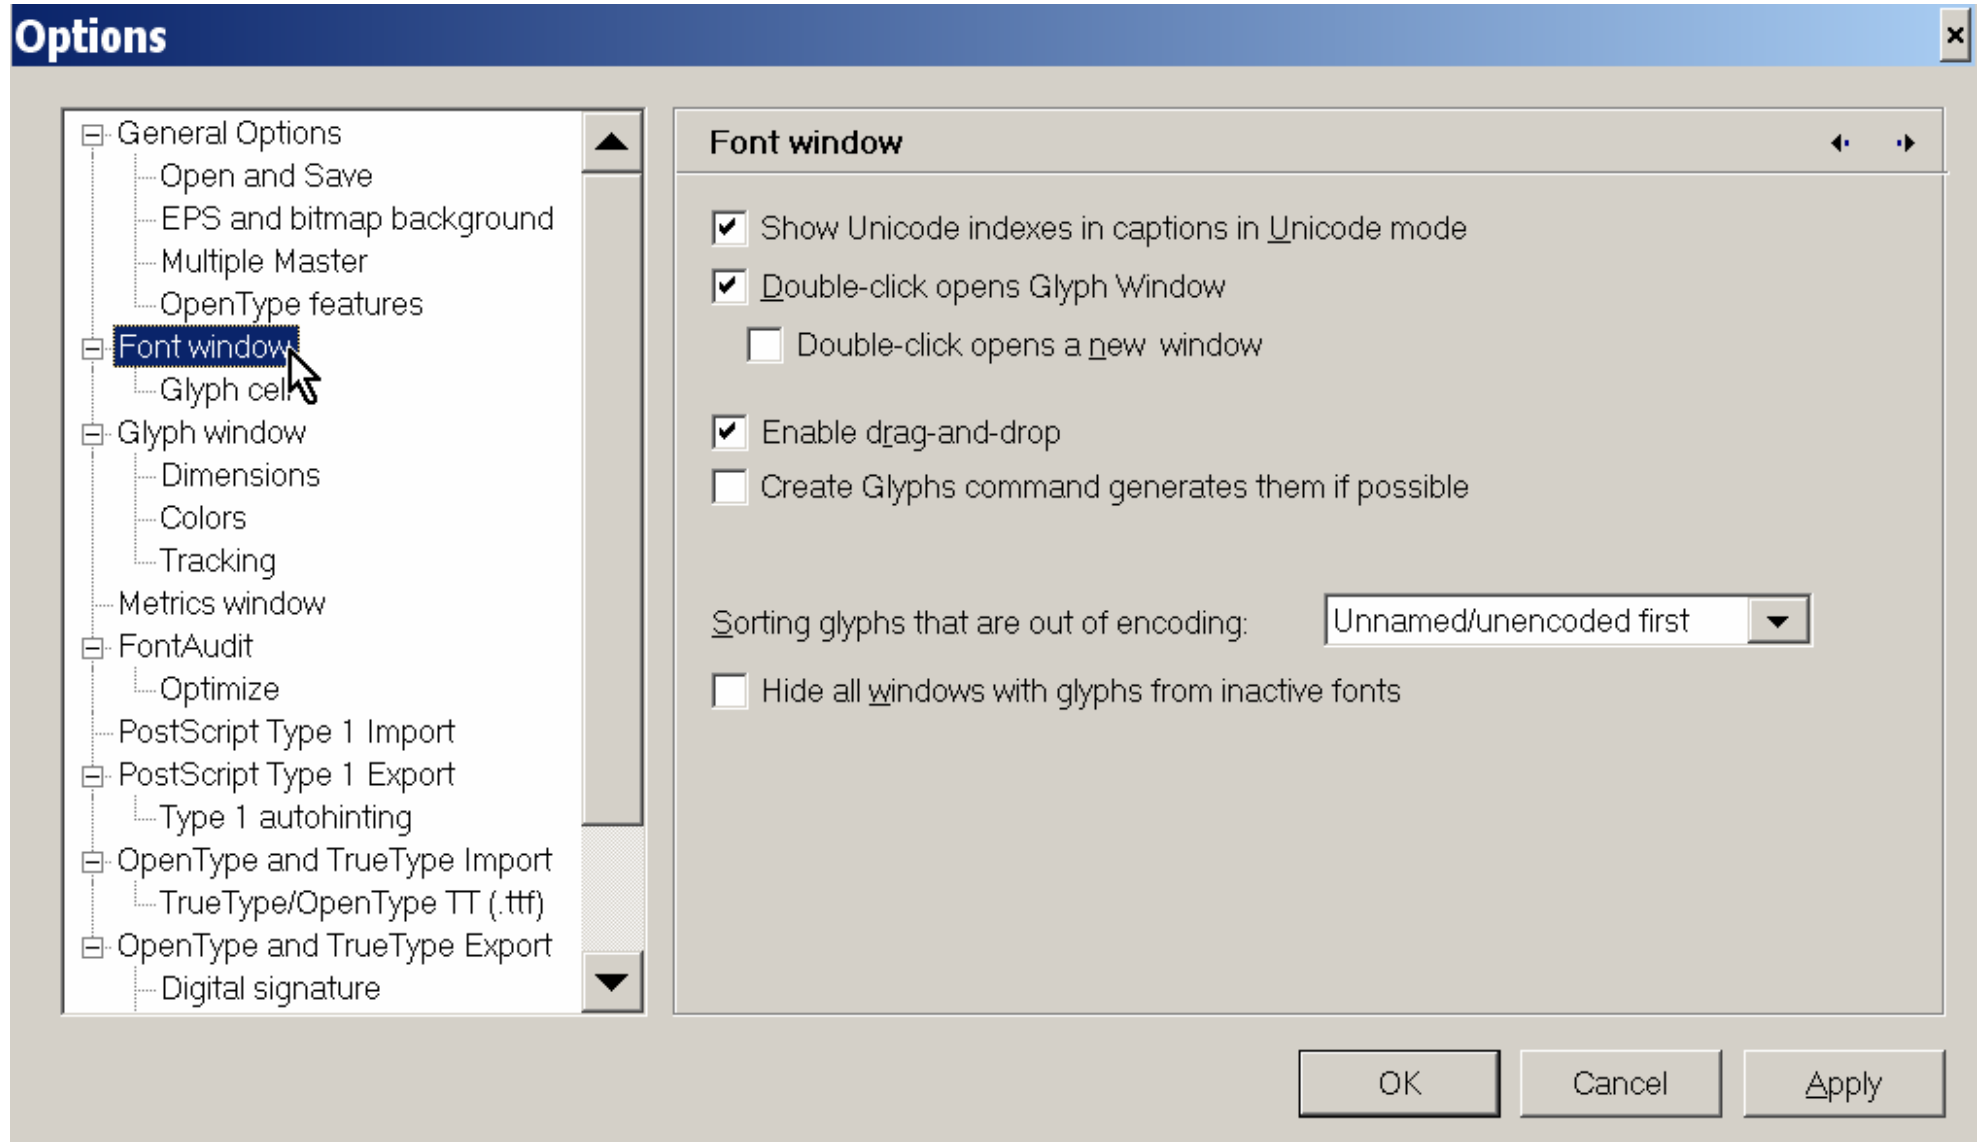 Options
General Options
Open and Save
EPS and bitmap background
Multiple Master
OpenType features
Font window
Glyph cell
Glyph window
Dimensions
Colors
Tracking
Metrics window
FontAudit
Optimize
PostScript Type 1 Import
PostScript Type 1 Export
Type 1 autohinting
OpenType and TrueType Import
TrueType/OpenType TT (.ttf)
OpenType and TrueType Export
Digital signature
Font window
Show Unicode indexes in captions in Unicode mode
Double-click opens Glyph Window
Double-click opens a new window
Enable drag-and-drop
Create Glyphs command generates them if possible
Sorting glyphs that are out of encoding: Unnamed/unencoded first
Hide all windows with glyphs from inactive fonts
OK Cancel Apply